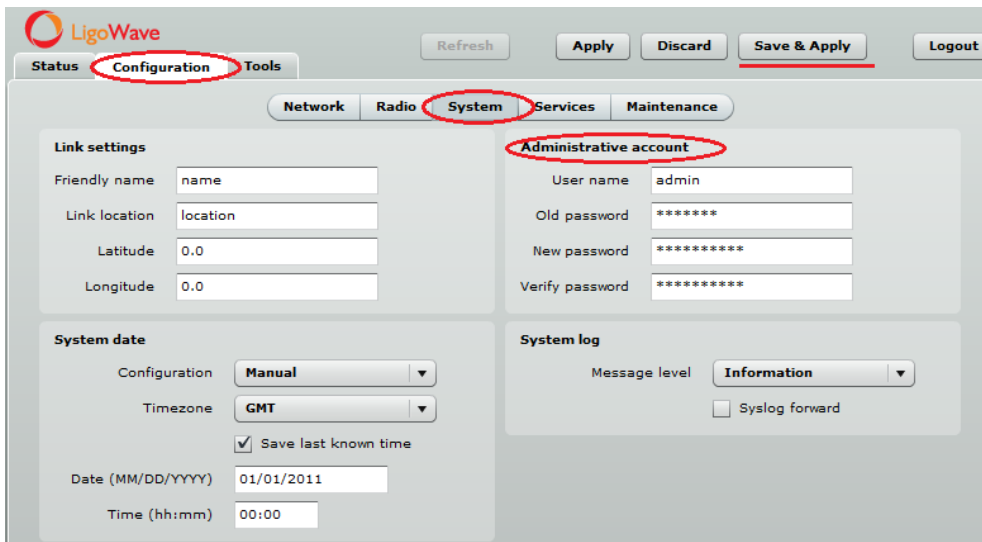 LigoWave
Refresh Apply Discard Save & Apply Logout
Status Configuration Tools
Network Radio System Services Maintenance
Link settings
Friendly name name
Link location location
Latitude 0.0
Longitude 0.0
Administrative account
User name admin
Old password *******
New password **********
Verify password **********
System date
Configuration Manual
Timezone GMT
Save last known time
Date (MM/DD/YYYY) 01/01/2011
Time (hh:mm) 00:00
System log
Message level Information
Syslog forward